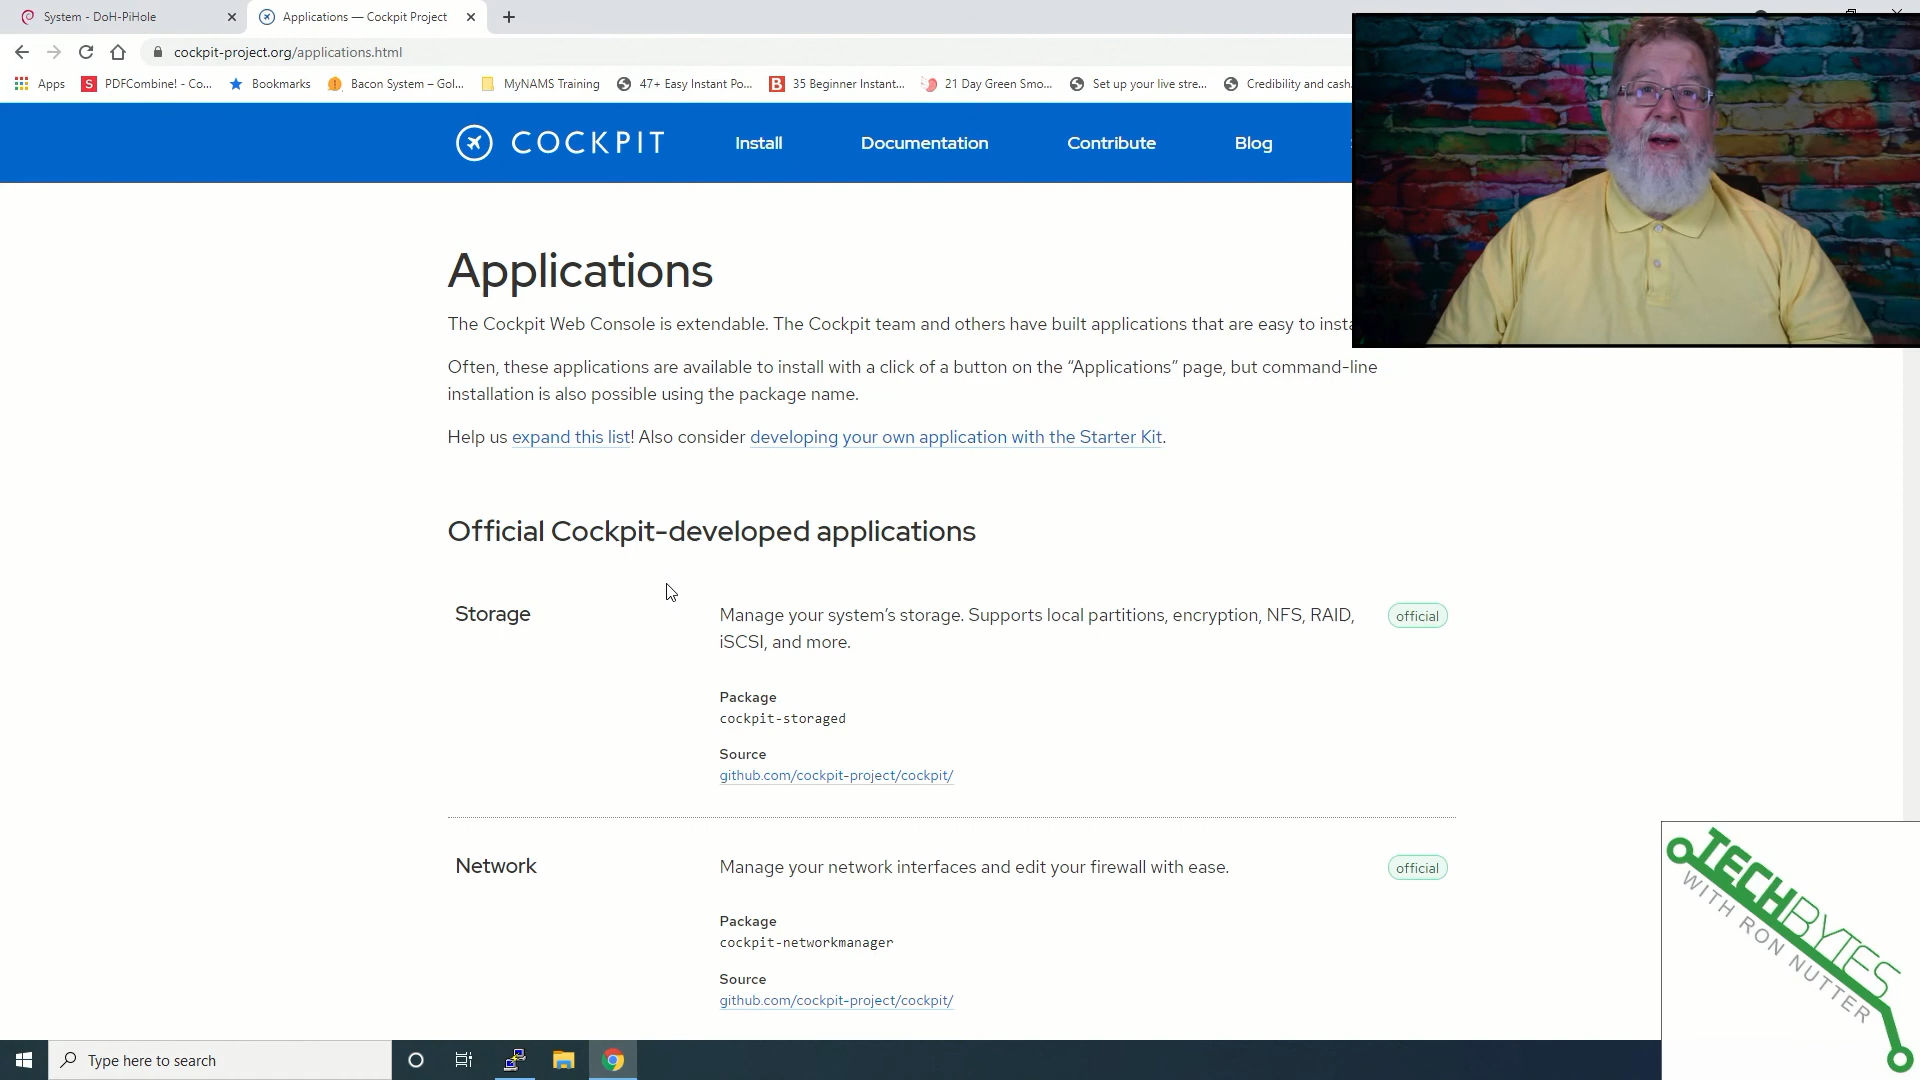 System - DoH-PiHole
Applications — Cockpit Project
cockpit-project.org/applications.html
Apps
PDFCombine! - Co...
Bookmarks
Bacon System – Gol...
MyNAMS Training
47+ Easy Instant Po...
35 Beginner Instant...
21 Day Green Smo...
Set up your live stre...
Credibility and cash
COCKPIT
Install
Documentation
Contribute
Blog
Applications
The Cockpit Web Console is extendable. The Cockpit team and others have built applications that are easy to
Often, these applications are available to install with a click of a button on the “Applications” page, but command-line
installation is also possible using the package name.
Help us expand this list! Also consider developing your own application with the Starter Kit.
Official Cockpit-developed applications
Storage
Manage your system’s storage. Supports local partitions, encryption, NFS, RAID,
iSCSI, and more.
official
Package
cockpit-storaged
Source
github.com/cockpit-project/cockpit/
Network
Manage your network interfaces and edit your firewall with ease.
official
Package
cockpit-networkmanager
Source
github.com/cockpit-project/cockpit/
TECHBYTES
WITH RON NUTTER
Type here to search